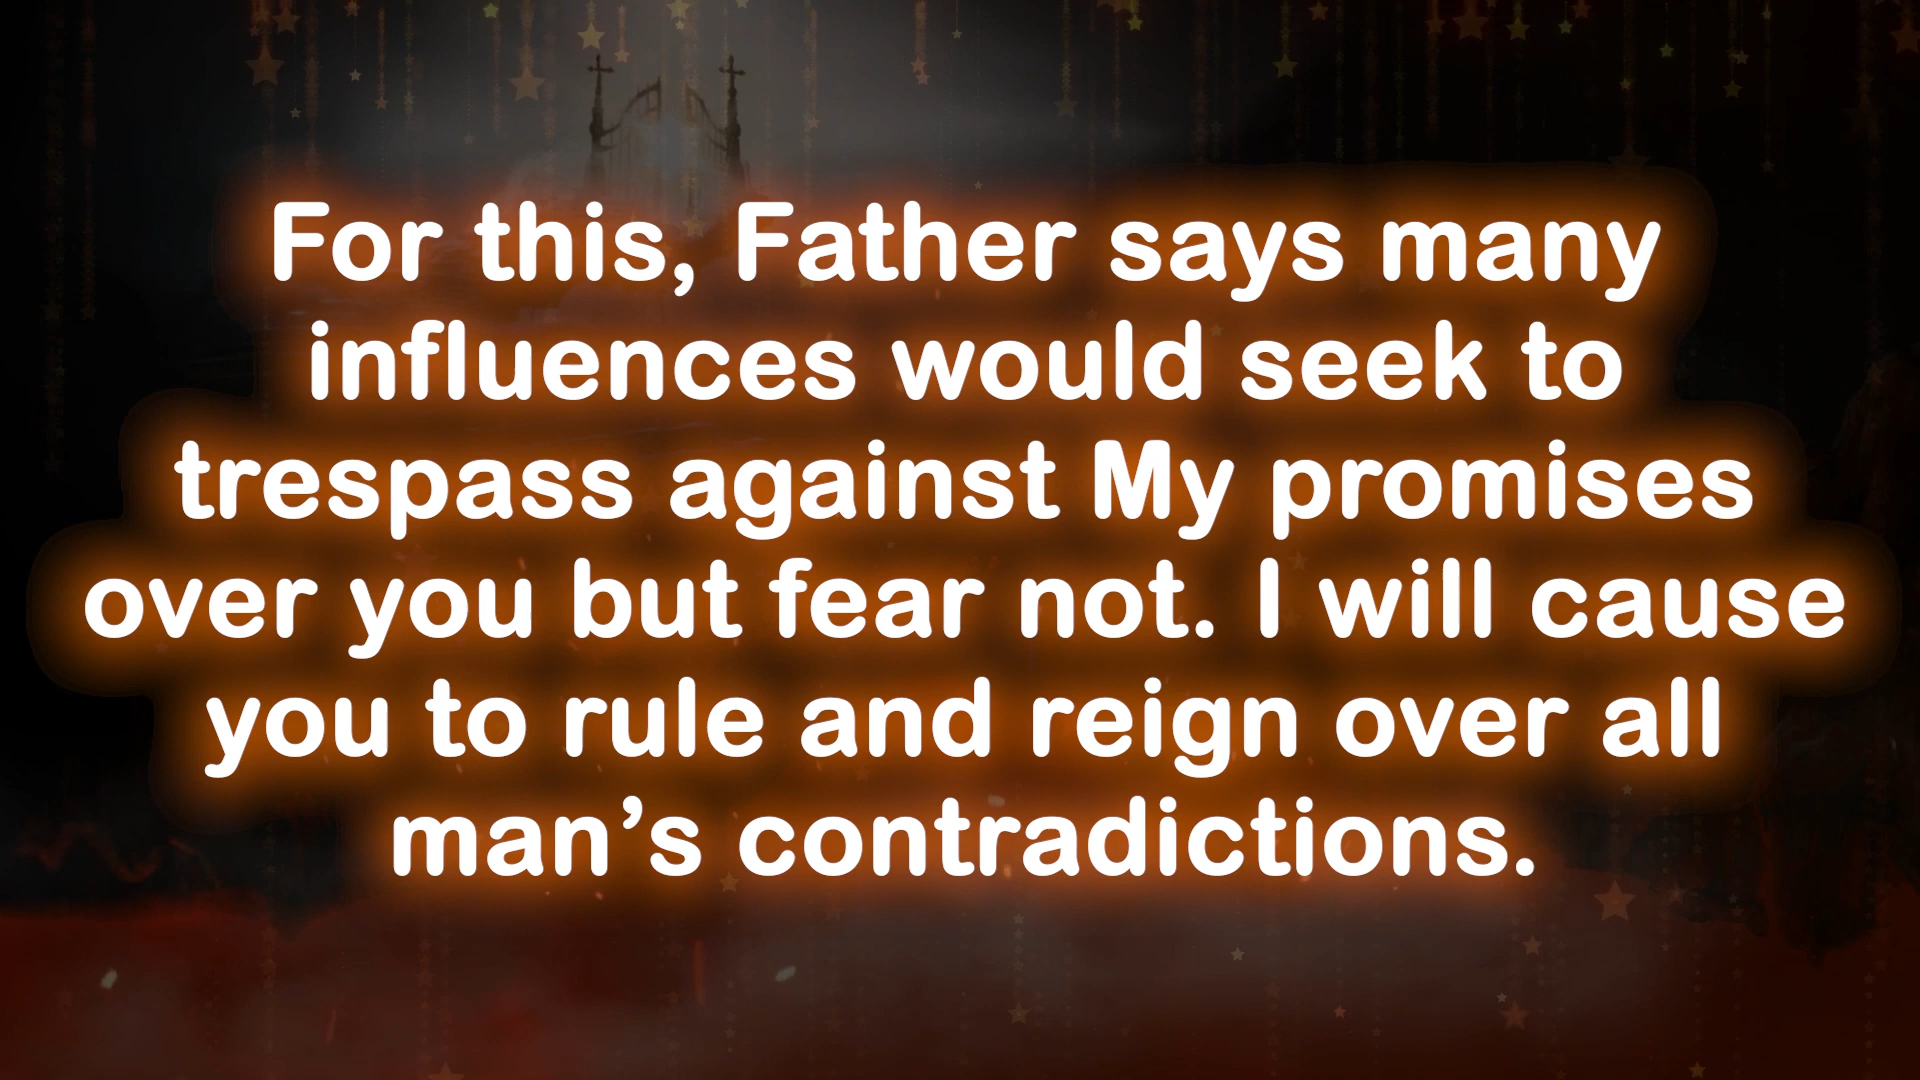 For this, Father says many
influences would seek to
trespass against My promises
over you but fear not. I will cause
you to rule and reign over all
man’s contradictions.